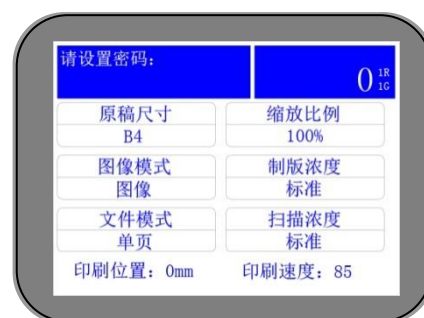 请设置密码:
0 1R
1G
原稿尺寸 缩放比例
B4 100%
图像模式 制版浓度
图像 标准
文件模式 扫描浓度
单页 标准
印刷位置: 0mm 印刷速度: 85